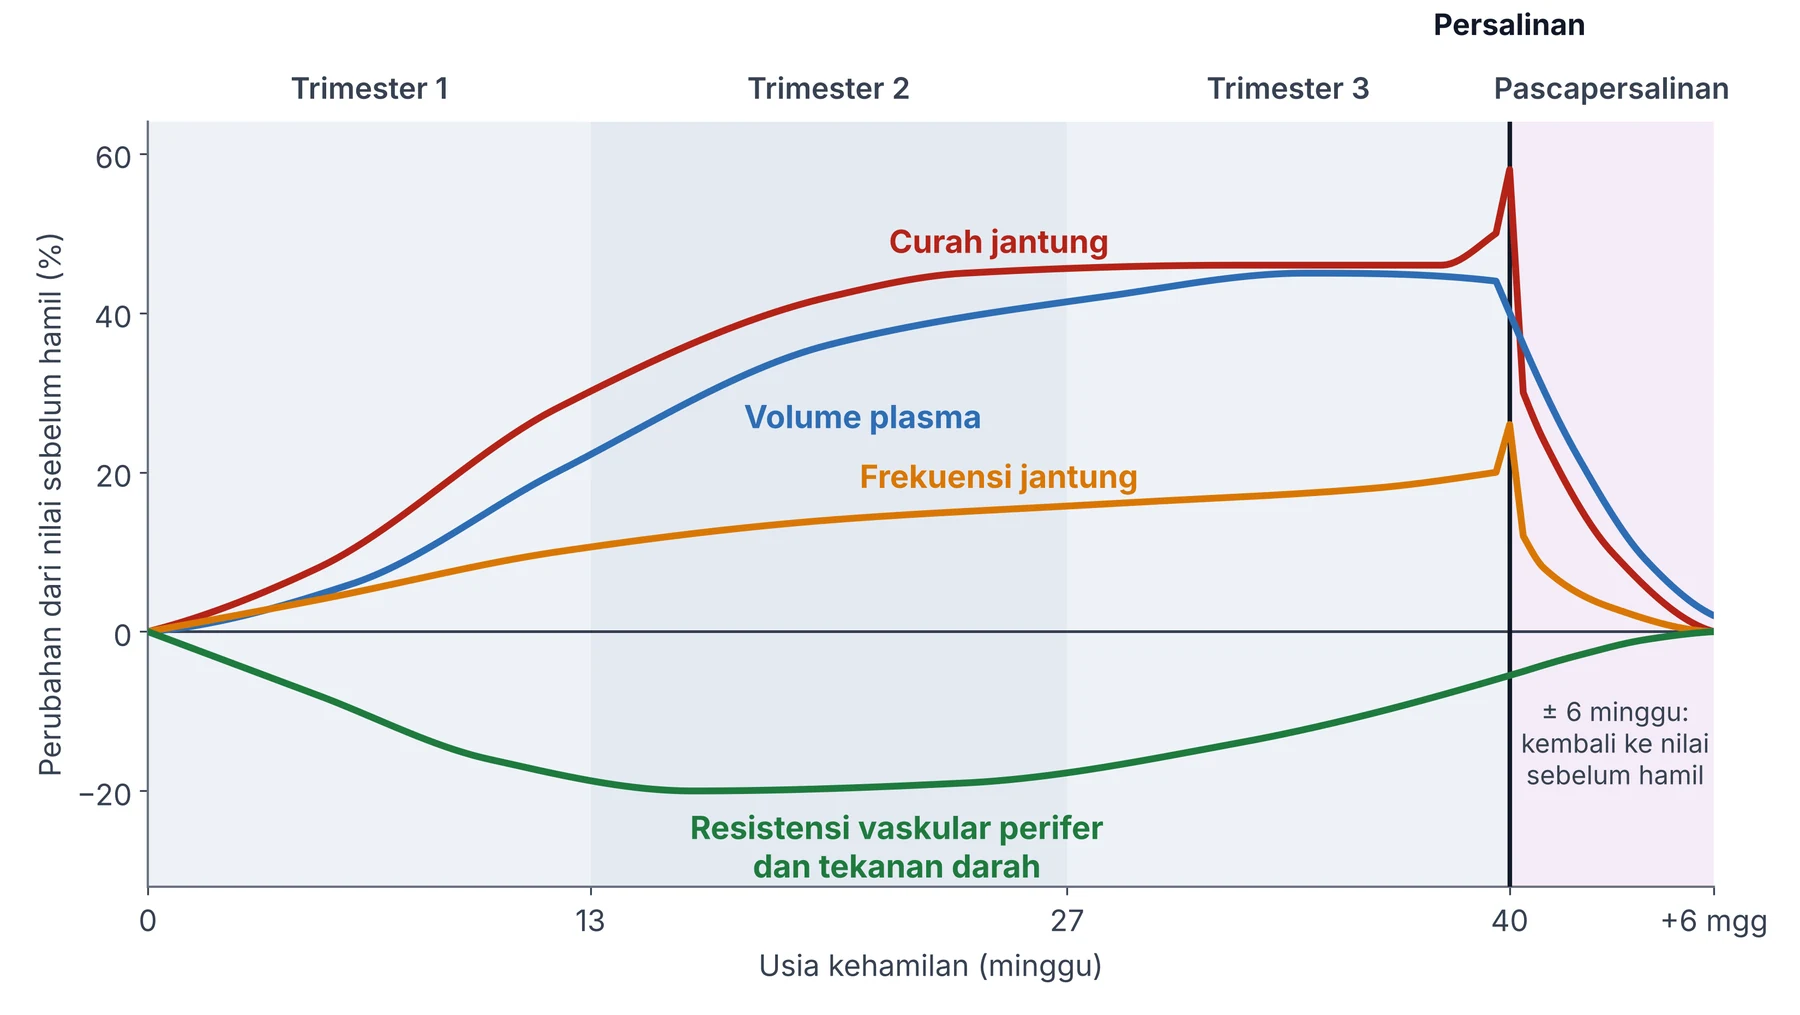 Persalinan
Trimester 1
Trimester 2
Trimester 3
Pascapersalinan
Perubahan dari nilai sebelum hamil (%)
60
40
20
0
−20
Curah jantung
Volume plasma
Frekuensi jantung
Resistensi vaskular perifer
dan tekanan darah
± 6 minggu:
kembali ke nilai
sebelum hamil
0
13
27
40
+6 mgg
Usia kehamilan (minggu)